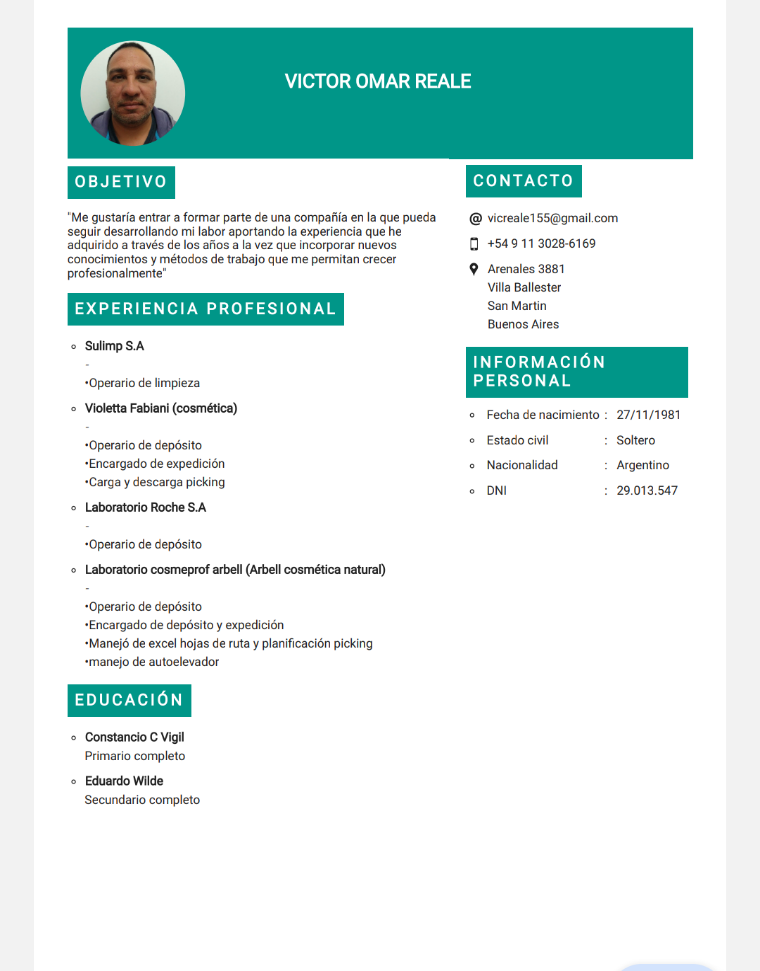 VICTOR OMAR REALE
OBJETIVO
"Me gustaría entrar a formar parte de una compañía en la que pueda
seguir desarrollando mi labor aportando la experiencia que he
adquirido a través de los años a la vez que incorporar nuevos
conocimientos y métodos de trabajo que me permitan crecer
profesionalmente"
EXPERIENCIA PROFESIONAL
Sulimp S.A
-
•Operario de limpieza
Violetta Fabiani (cosmética)
-
•Operario de depósito
•Encargado de expedición
•Carga y descarga picking
Laboratorio Roche S.A
-
•Operario de depósito
Laboratorio cosmeprof arbell (Arbell cosmética natural)
-
•Operario de depósito
•Encargado de depósito y expedición
•Manejó de excel hojas de ruta y planificación picking
•manejo de autoelevador
EDUCACIÓN
Constancio C Vigil
Primario completo
Eduardo Wilde
Secundario completo
CONTACTO
vicreale155@gmail.com
+54 9 11 3028-6169
Arenales 3881
Villa Ballester
San Martin
Buenos Aires
INFORMACIÓN
PERSONAL
Fecha de nacimiento : 27/11/1981
Estado civil : Soltero
Nacionalidad : Argentino
DNI : 29.013.547